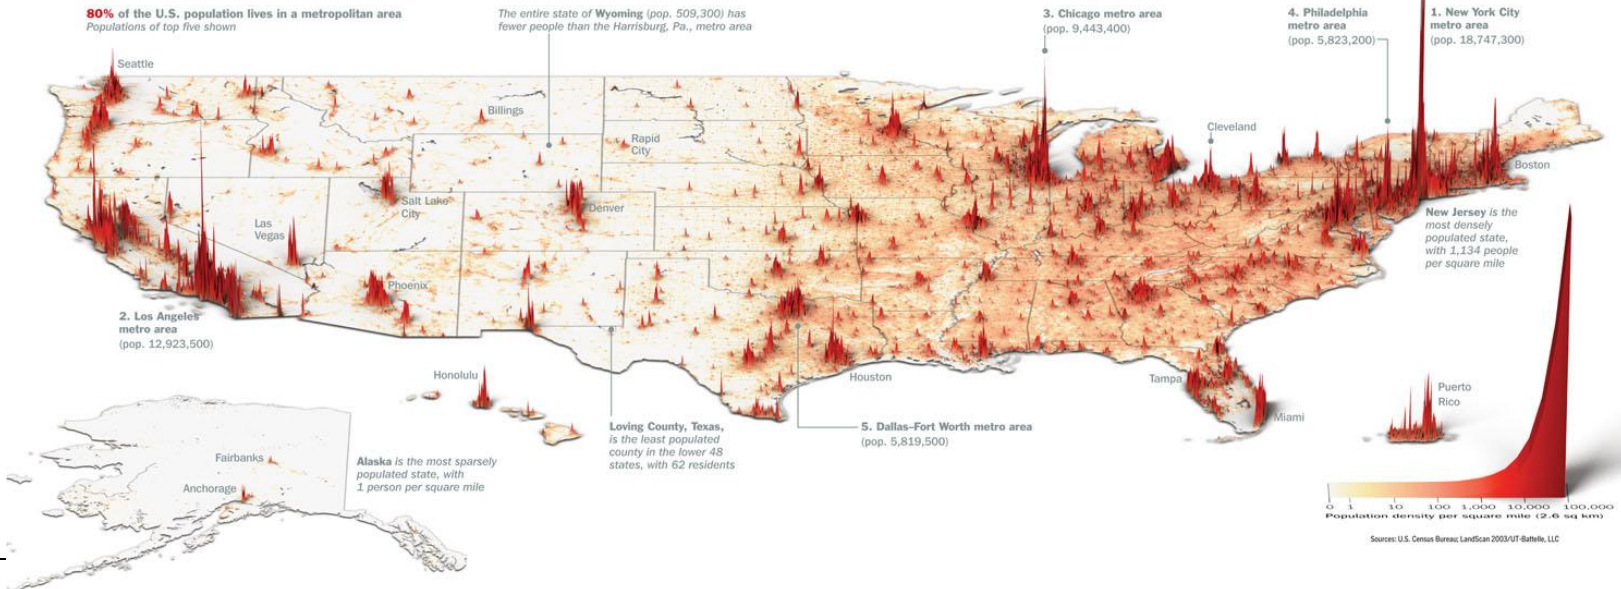 80% of the U.S. population lives in a metropolitan area
Populations of top five shown
The entire state of Wyoming (pop. 509,300) has
fewer people than the Harrisburg, Pa., metro area
3. Chicago metro area
(pop. 9,443,400)
4. Philadelphia
metro area
(pop. 5,823,200)
1. New York City
metro area
(pop. 18,747,300)
Seattle
Billings
Rapid
City
Cleveland
Boston
Salt Lake
City
Denver
Las
Vegas
New Jersey is the
most densely
populated state,
with 1,134 people
per square mile
Phoenix
2. Los Angeles
metro area
(pop. 12,923,500)
Honolulu
Houston
Tampa
Miami
Puerto
Rico
Loving County, Texas,
is the least populated
county in the lower 48
states, with 62 residents
5. Dallas–Fort Worth metro area
(pop. 5,819,500)
Fairbanks
Anchorage
Alaska is the most sparsely
populated state, with
1 person per square mile
0 1 10 100 1,000 10,000 100,000
Population density per square mile (2.6 sq km)
Sources: U.S. Census Bureau; LandScan 2003/UT-Battelle, LLC